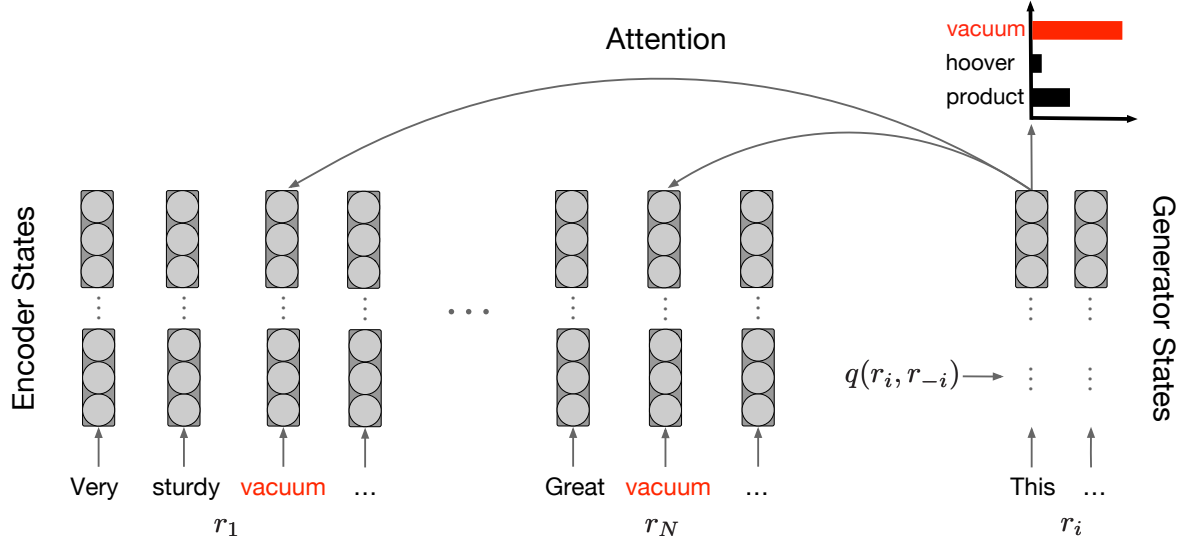 Attention
vacuum
hoover
product
Encoder States
Generator States
q(r_i, r_{-i})
Very sturdy vacuum ...
Great vacuum ...
This ...
r_1
r_N
r_i
...